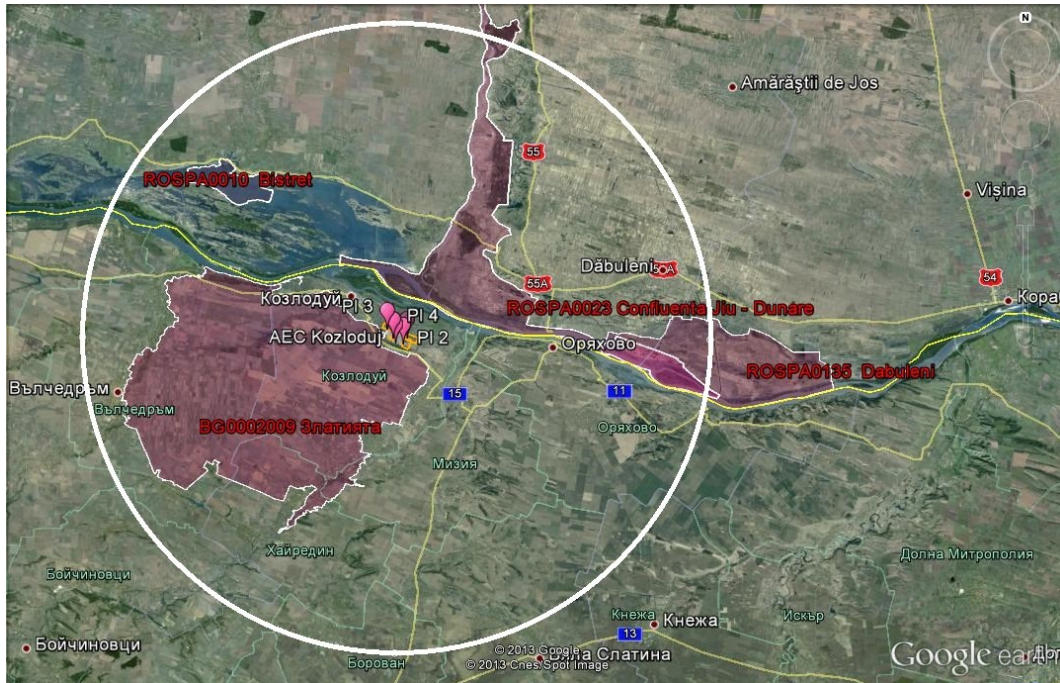 N
Amărăştii de Jos
55
ROSPA0010 Bistret
Vişina
Dăbuleni
54
55A
Козлодуй
ROSPA0023 Confluenta Jiu - Dunare
PI 3
PI 4
AEC Kozloduj
PI 2
Оряхово
Козлодуй
ROSPA0135 Dabuleni
Вълчедръм
15
11
Вълчедръм
BG0002009 Златията
Оряхово
Мизия
Хайредин
Долна Митрополия
Бойчиновци
Кнежа
Искър
Кнежа
13
Бойчиновци
© 2013 Google
Бяла Слатина
© 2013 Cnes/Spot Image
Борован
Google earth